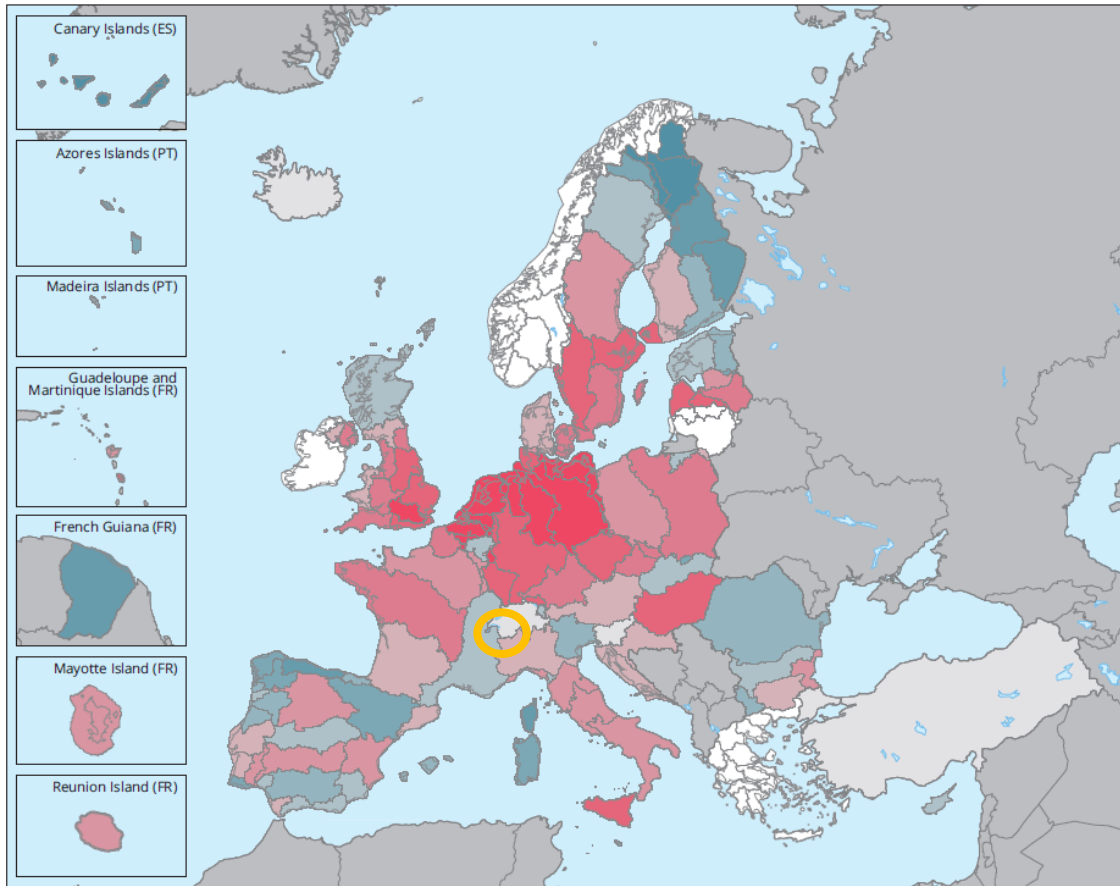 Canary Islands (ES)
Azores Islands (PT)
Madeira Islands (PT)
Guadeloupe and
Martinique Islands (FR)
French Guiana (FR)
Mayotte Island (FR)
Reunion Island (FR)